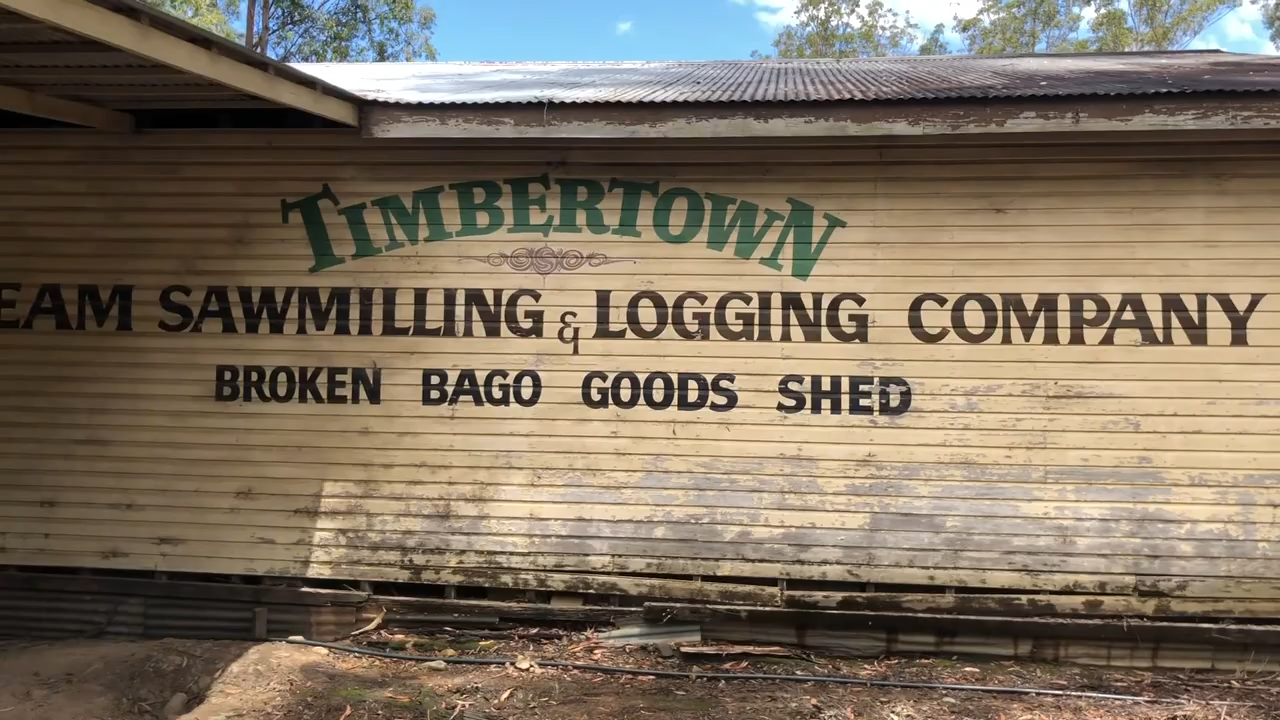 TIMBERTOWN
EAM SAWMILLING & LOGGING COMPANY
BROKEN BAGO GOODS SHED